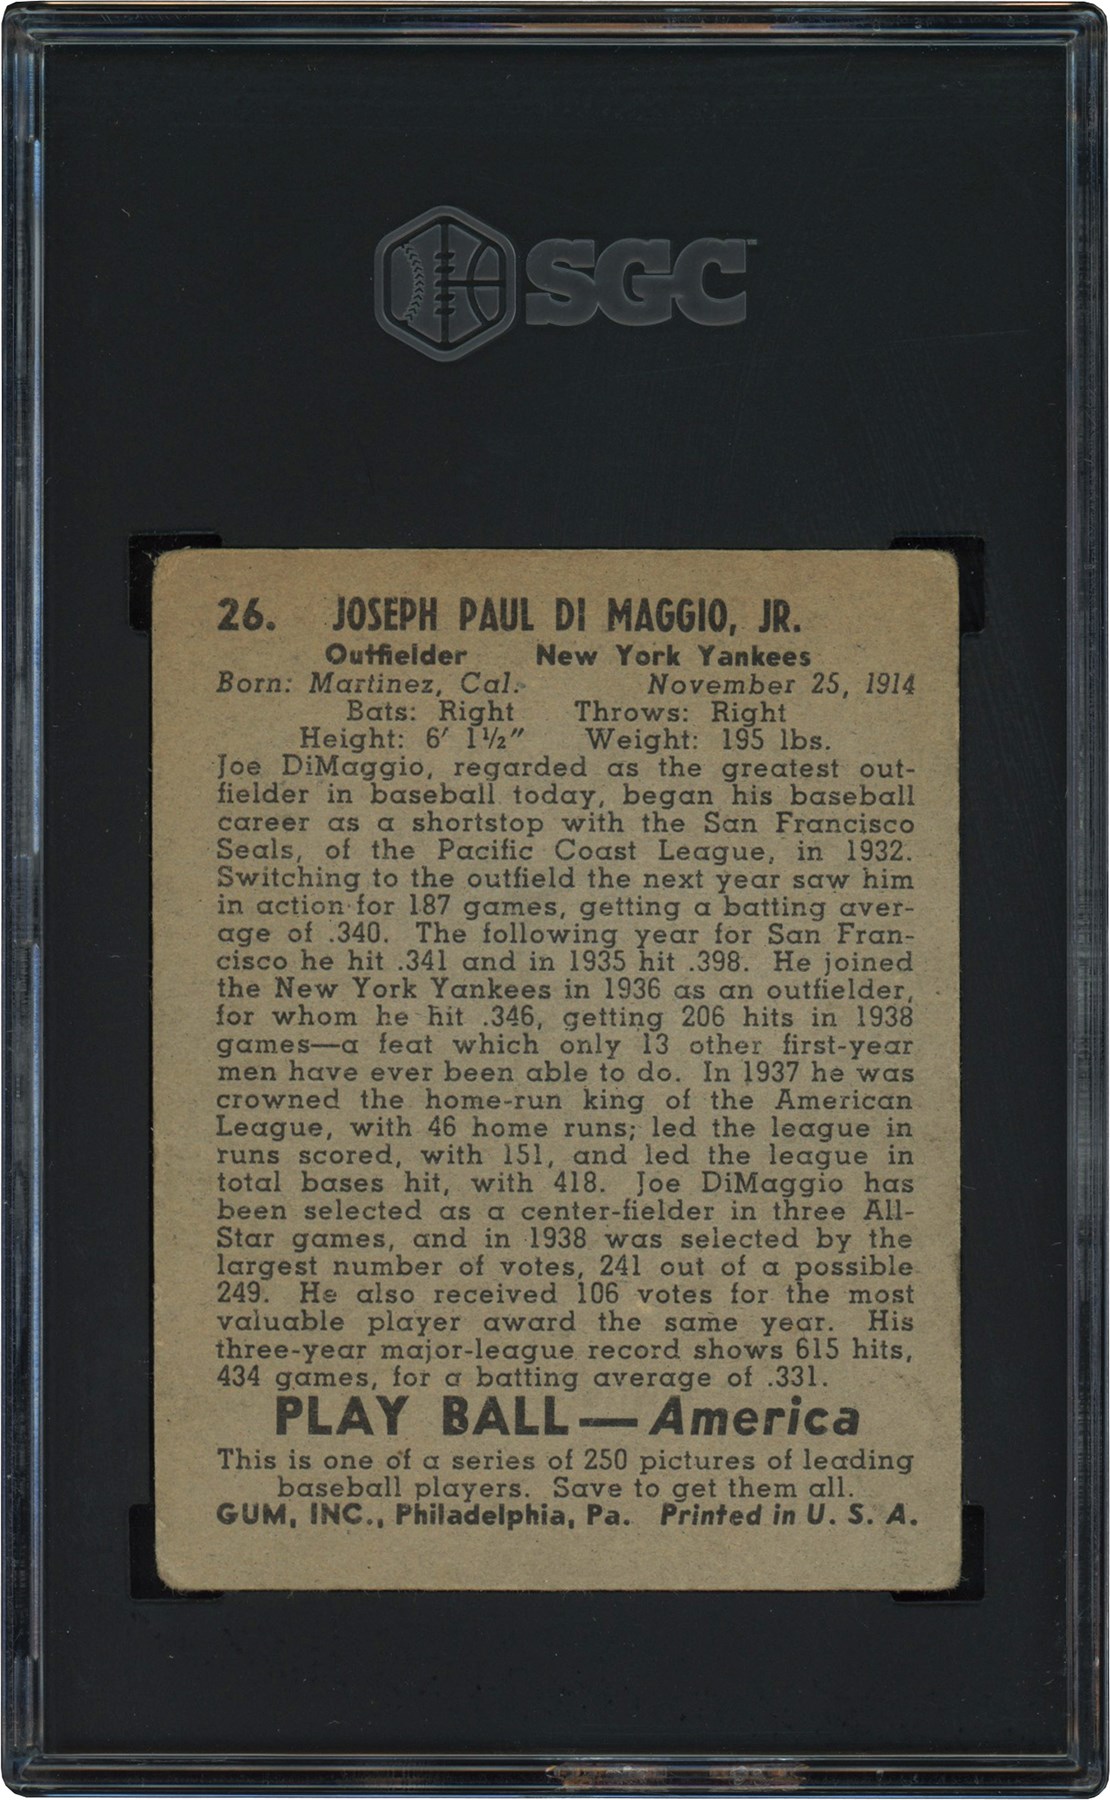 SGC
26. JOSEPH PAUL DI MAGGIO, JR.
Outfielder New York Yankees
Born: Martinez, Cal. November 25, 1914
Bats: Right Throws: Right
Height: 6' 1½" Weight: 195 lbs.
Joe DiMaggio, regarded as the greatest out-
fielder in baseball today, began his baseball
career as a shortstop with the San Francisco
Seals, of the Pacific Coast League, in 1932.
Switching to the outfield the next year saw him
in action for 187 games, getting a batting aver-
age of .340. The following year for San Fran-
cisco he hit .341 and in 1935 hit .398. He joined
the New York Yankees in 1936 as an outfielder,
for whom he hit .346, getting 206 hits in 1938
games—a feat which only 13 other first-year
men have ever been able to do. In 1937 he was
crowned the home-run king of the American
League, with 46 home runs; led the league in
runs scored, with 151, and led the league in
total bases hit, with 418. Joe DiMaggio has
been selected as a center-fielder in three All-
Star games, and in 1938 was selected by the
largest number of votes, 241 out of a possible
249. He also received 106 votes for the most
valuable player award the same year. His
three-year major-league record shows 615 hits,
434 games, for a batting average of .331.
PLAY BALL—America
This is one of a series of 250 pictures of leading
baseball players. Save to get them all.
GUM, INC., Philadelphia, Pa. Printed in U. S. A.